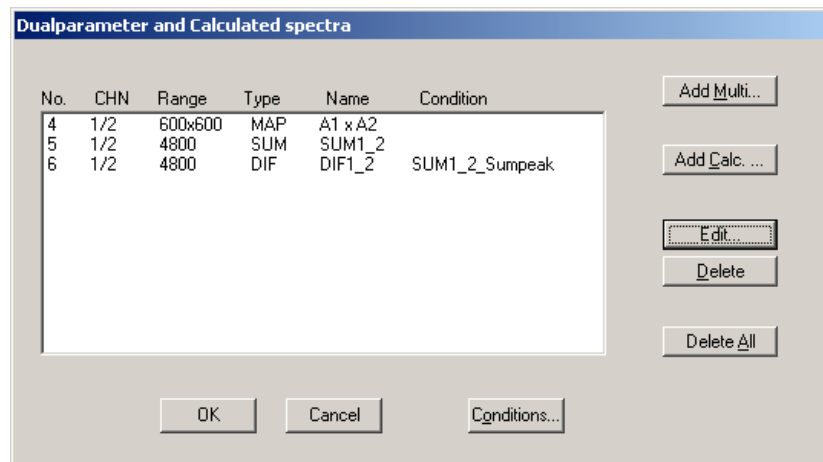 Dualparameter and Calculated spectra
No. CHN Range Type Name Condition
4 1/2 600x600 MAP A1 x A2
5 1/2 4800 SUM SUM1_2
6 1/2 4800 DIF DIF1_2 SUM1_2_Sumpeak
Add Multi...
Add Calc. ...
Edit...
Delete
Delete All
OK Cancel Conditions...